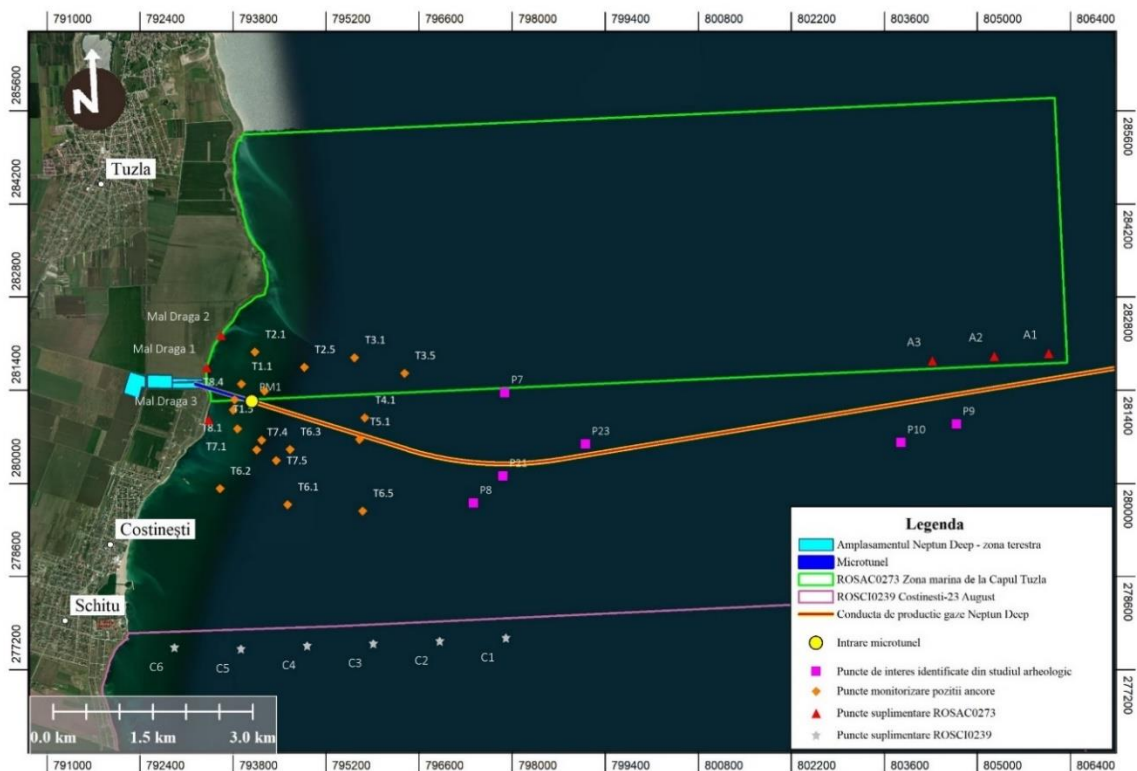 791000 792400 793800 795200 796600 798000 799400 800800 802200 803600 805000 806400
285600 284200 282800 281400 280000 278600 277200
N
Tuzla
Mal Draga 2
Mal Draga 1
Mal Draga 3
T2.1
T2.5
T3.1
T3.5
T1.1
T8.4
PM1
T1.5
T4.1
T5.1
T8.1
T7.4
T6.3
T7.1
T7.5
T6.2
T6.1
T6.5
P7
P23
P21
P8
A3
A2
A1
P9
P10
Costinești
Schitu
C6
C5
C4
C3
C2
C1
0.0 km 1.5 km 3.0 km
Legenda
Amplasamentul Neptun Deep - zona terestra
Microtunel
ROSAC0273 Zona marina de la Capul Tuzla
ROSCI0239 Costinesti-23 August
Conducta de productie gaze Neptun Deep
Intrare microtunel
Puncte de interes identificate din studiul arheologic
Puncte monitorizare pozitii ancore
Puncte suplimentare ROSAC0273
Puncte suplimentare ROSCI0239
285600 284200 282800 281400 280000 278600 277200
791000 792400 793800 795200 796600 798000 799400 800800 802200 803600 805000 806400